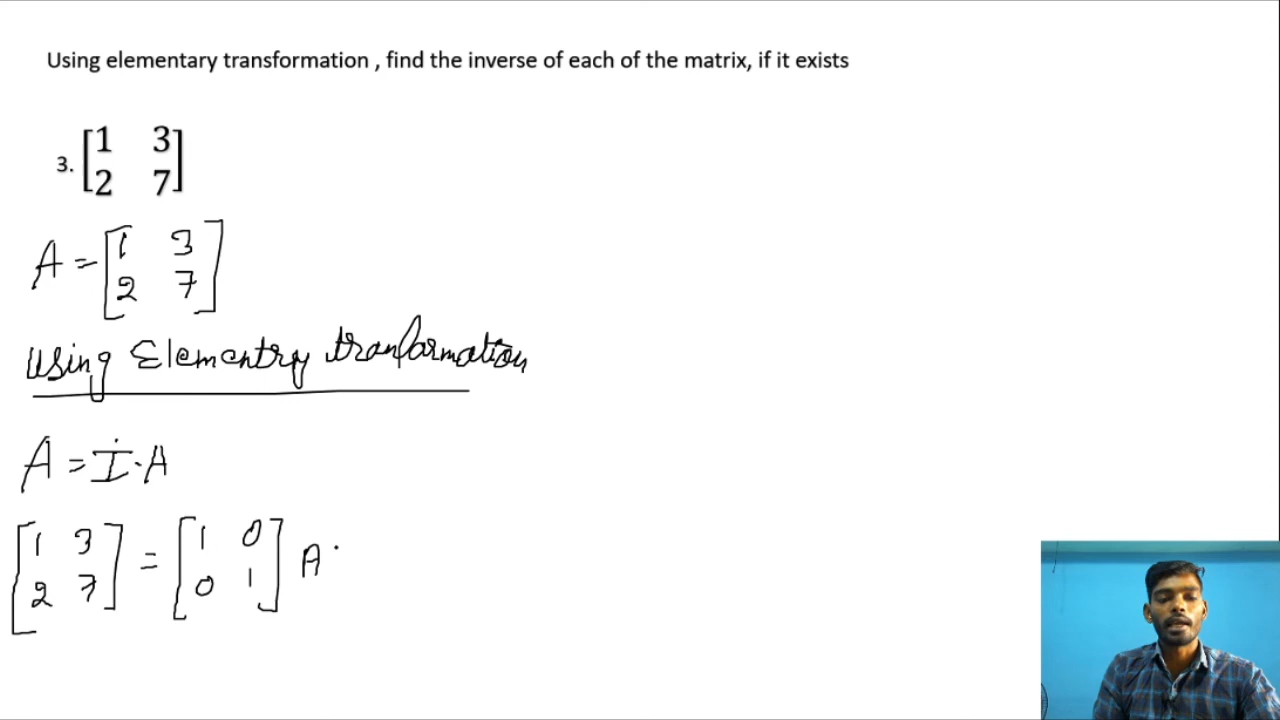 Using elementary transformation , find the inverse of each of the matrix, if it exists
3. [1 3
2 7]
A = [1 3
2 7]
Using Elementry tranformation
A = I·A
[1 3 = [1 0 A
2 7] 0 1]